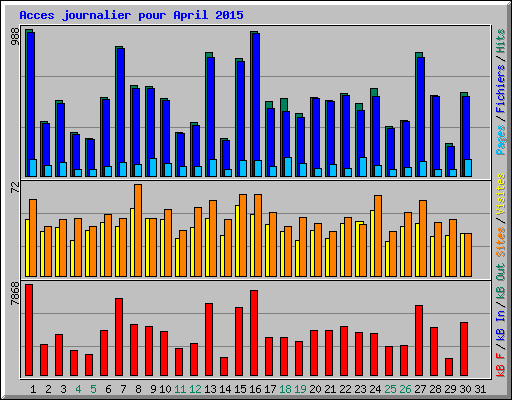 Acces journalier pour April 2015
988
72
7868
Pages / Fichiers / Hits
Sites / Visites
kB F / kB In / kB Out
1 2 3 4 5 6 7 8 9 10 11 12 13 14 15 16 17 18 19 20 21 22 23 24 25 26 27 28 29 30 31